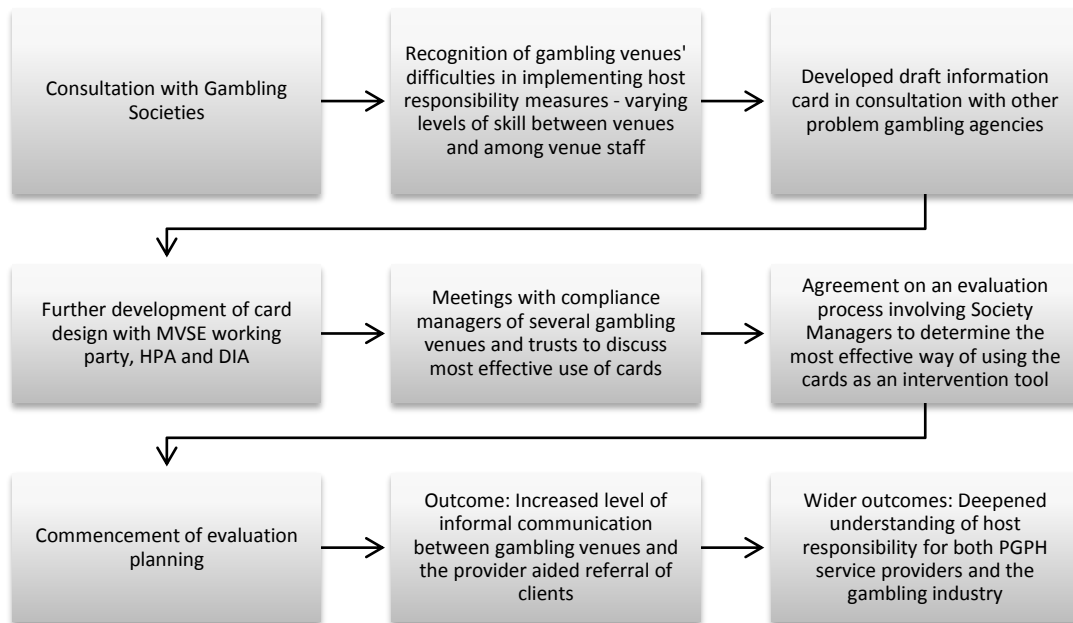 Consultation with Gambling
Societies
Recognition of gambling venues'
difficulties in implementing host
responsibility measures - varying
levels of skill between venues
and among venue staff
Developed draft information
card in consultation with other
problem gambling agencies
Further development of card
design with MVSE working
party, HPA and DIA
Meetings with compliance
managers of several gambling
venues and trusts to discuss
most effective use of cards
Agreement on an evaluation
process involving Society
Managers to determine the
most effective way of using the
cards as an intervention tool
Commencement of evaluation
planning
Outcome: Increased level of
informal communication
between gambling venues and
the provider aided referral of
clients
Wider outcomes: Deepened
understanding of host
responsibility for both PGPH
service providers and the
gambling industry